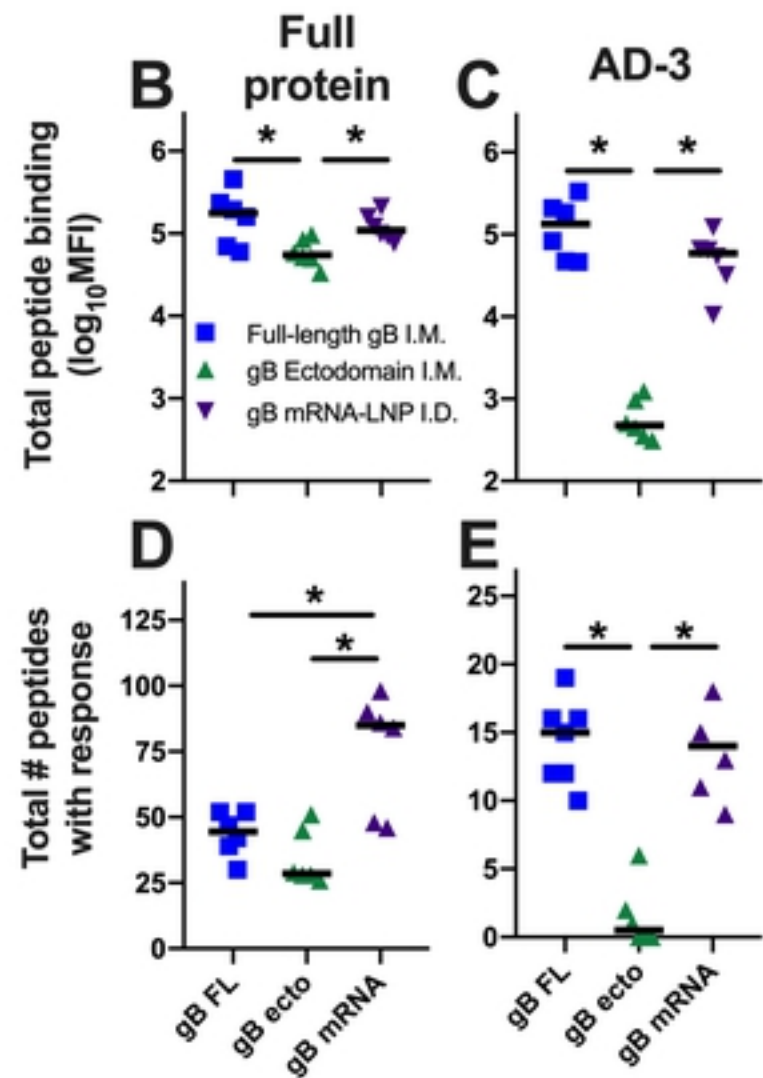 B
Full
protein
C
AD-3
*
*
*
*
Total peptide binding
(log10MFI)
6
5
4
3
2
6
5
4
3
2
Full-length gB I.M.
gB Ectodomain I.M.
gB mRNA-LNP I.D.
D
E
*
*
*
*
Total # peptides
with response
125
100
75
50
25
0
25
20
15
10
5
0
gB FL
gB ecto
gB mRNA
gB FL
gB ecto
gB mRNA